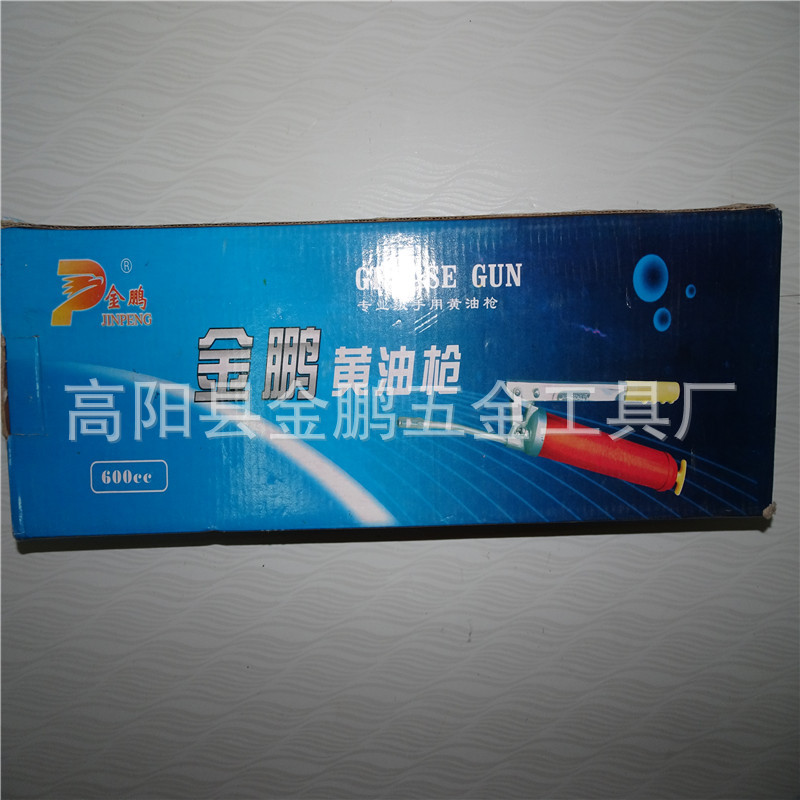 金鹏®
JINPENG
GREASE GUN
专业级手用黄油枪
金鹏黄油枪
高阳县金鹏五金工具厂
600cc